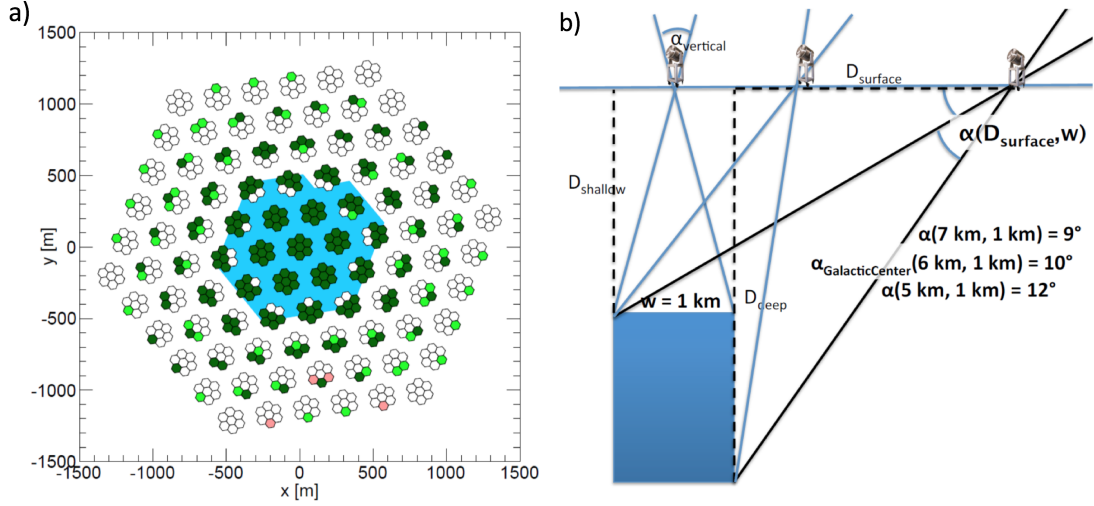 a)
1500
1000
500
0
-500
-1000
-1500
-1500 -1000 -500 0 500 1000 1500
y [m]
x [m]
b)
αvertical
Dsurface
α(Dsurface,w)
Dshallow
α(7 km, 1 km) = 9°
αGalacticCenter(6 km, 1 km) = 10°
α(5 km, 1 km) = 12°
w = 1 km
Ddeep